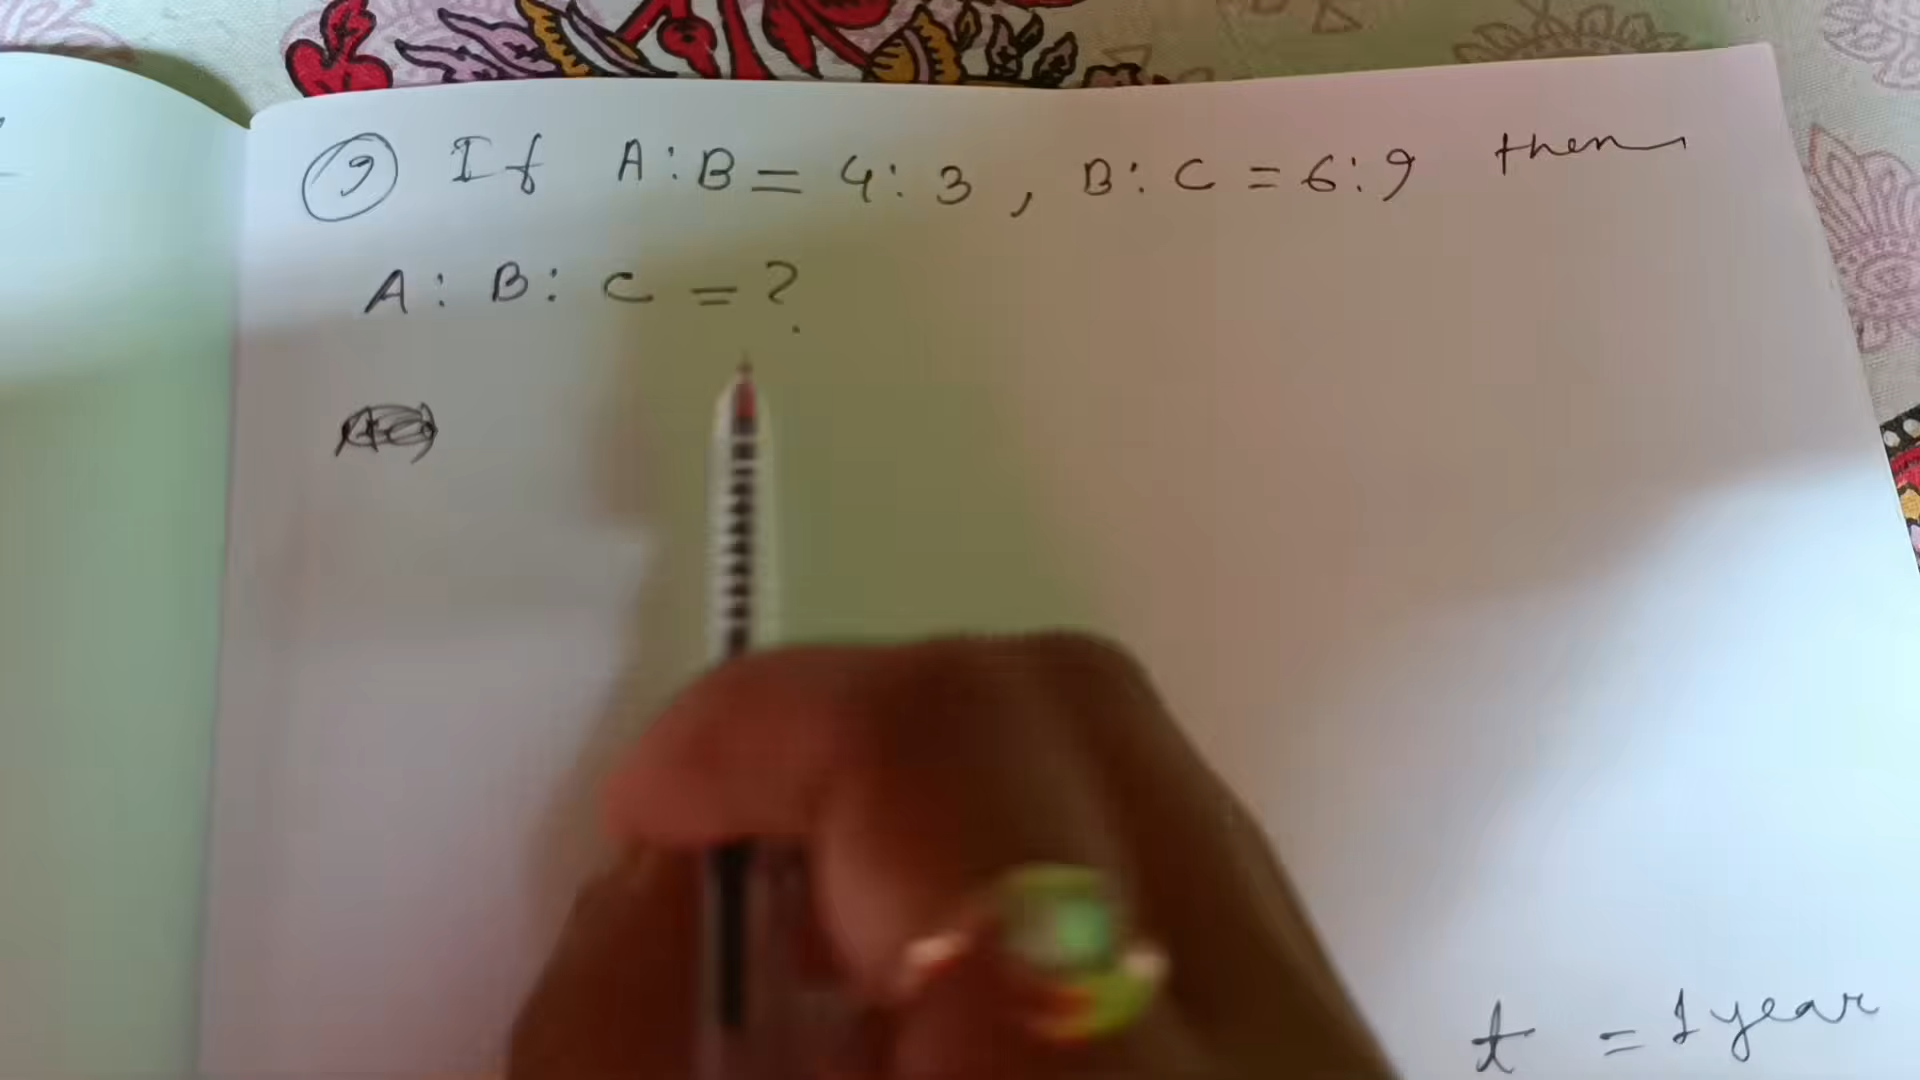 9 If A:B = 4:3, B:C = 6:9 then
A:B:C = ?
t = 1 year